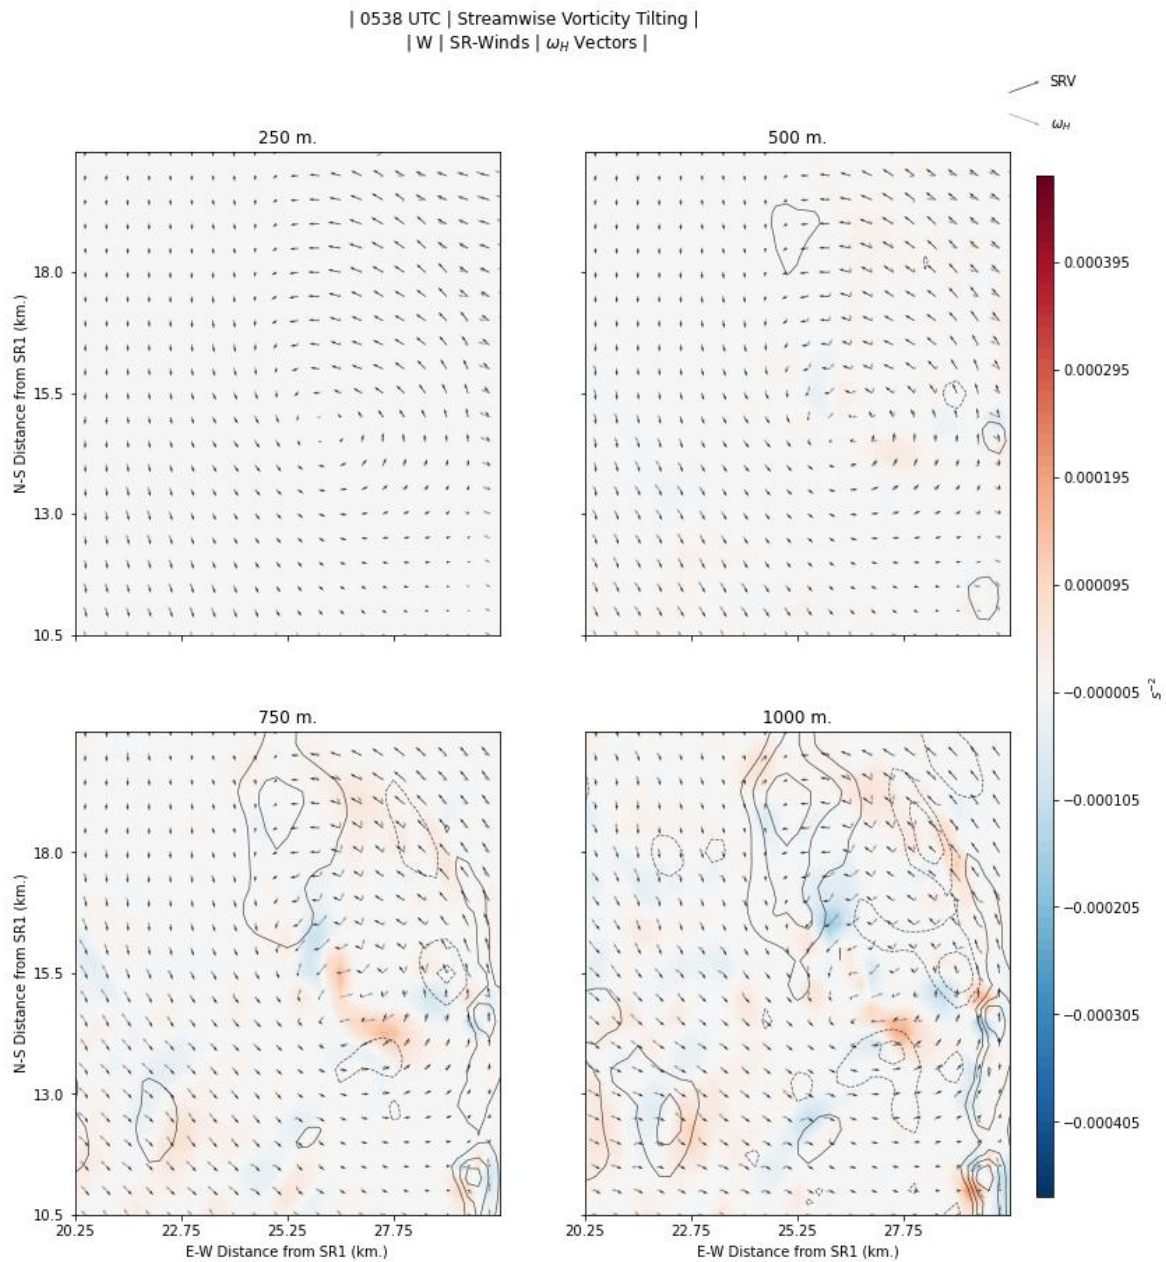 | 0538 UTC | Streamwise Vorticity Tilting |
| W | SR-Winds | ω_H Vectors |
SRV
ω_H
250 m.
500 m.
18.0
15.5
13.0
10.5
N-S Distance from SR1 (km.)
0.000395
0.000295
0.000195
0.000095
−0.000005
−0.000105
−0.000205
−0.000305
−0.000405
s⁻²
750 m.
1000 m.
18.0
15.5
13.0
10.5
N-S Distance from SR1 (km.)
20.25 22.75 25.25 27.75
E-W Distance from SR1 (km.)
20.25 22.75 25.25 27.75
E-W Distance from SR1 (km.)